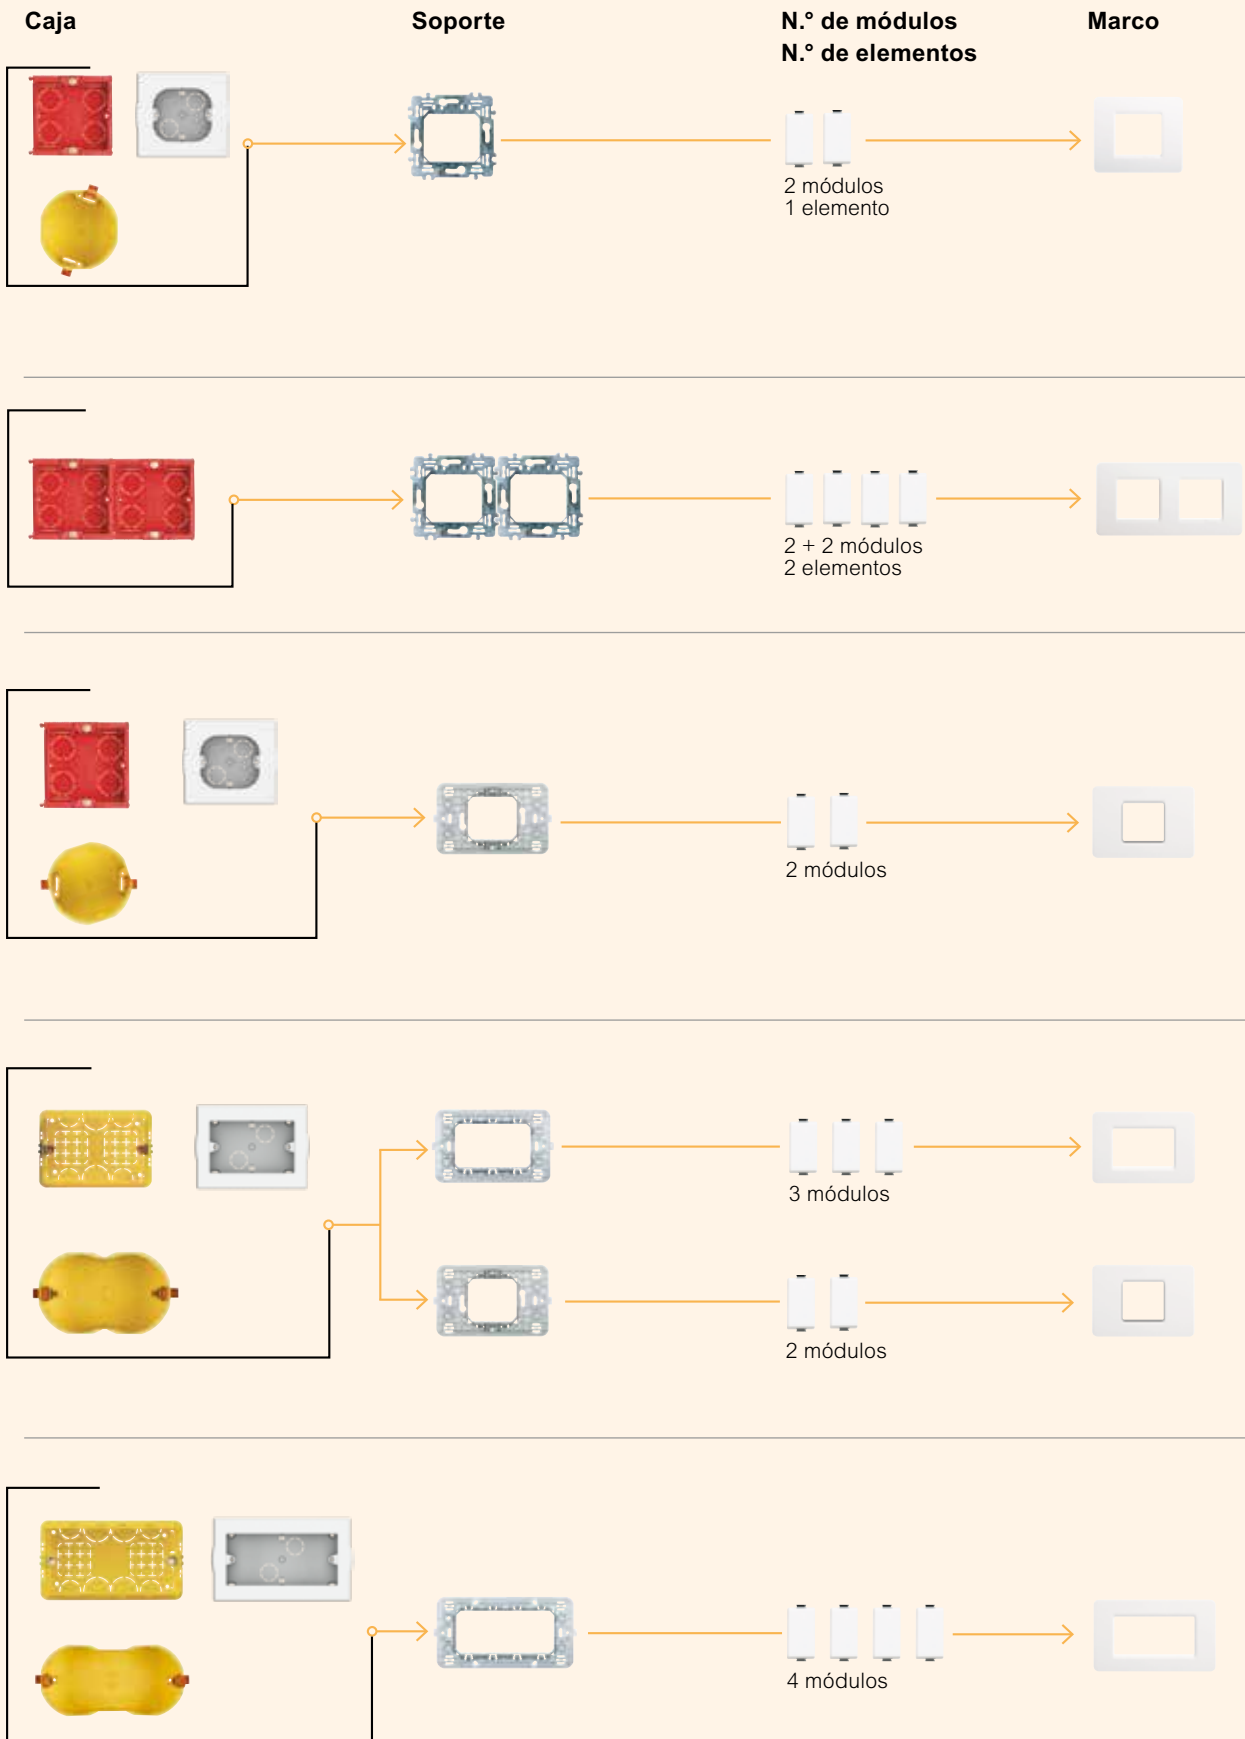 Caja
Soporte
N.º de módulos
N.º de elementos
Marco
2 módulos
1 elemento
2 + 2 módulos
2 elementos
2 módulos
3 módulos
2 módulos
4 módulos